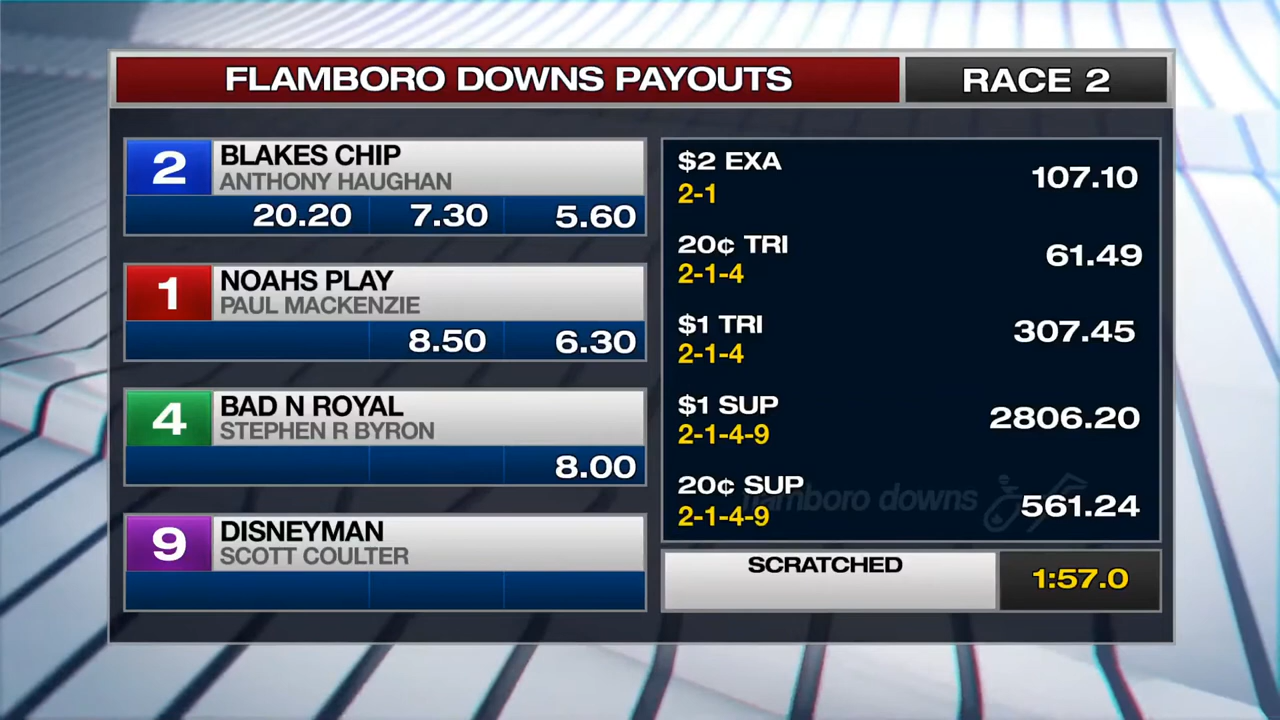 FLAMBORO DOWNS PAYOUTS
RACE 2
2
BLAKES CHIP
ANTHONY HAUGHAN
20.20 7.30 5.60
1
NOAHS PLAY
PAUL MACKENZIE
8.50 6.30
4
BAD N ROYAL
STEPHEN R BYRON
8.00
9
DISNEYMAN
SCOTT COULTER
$2 EXA
2-1
107.10
20¢ TRI
2-1-4
61.49
$1 TRI
2-1-4
307.45
$1 SUP
2-1-4-9
2806.20
20¢ SUP
2-1-4-9
561.24
flamboro downs
SCRATCHED
1:57.0